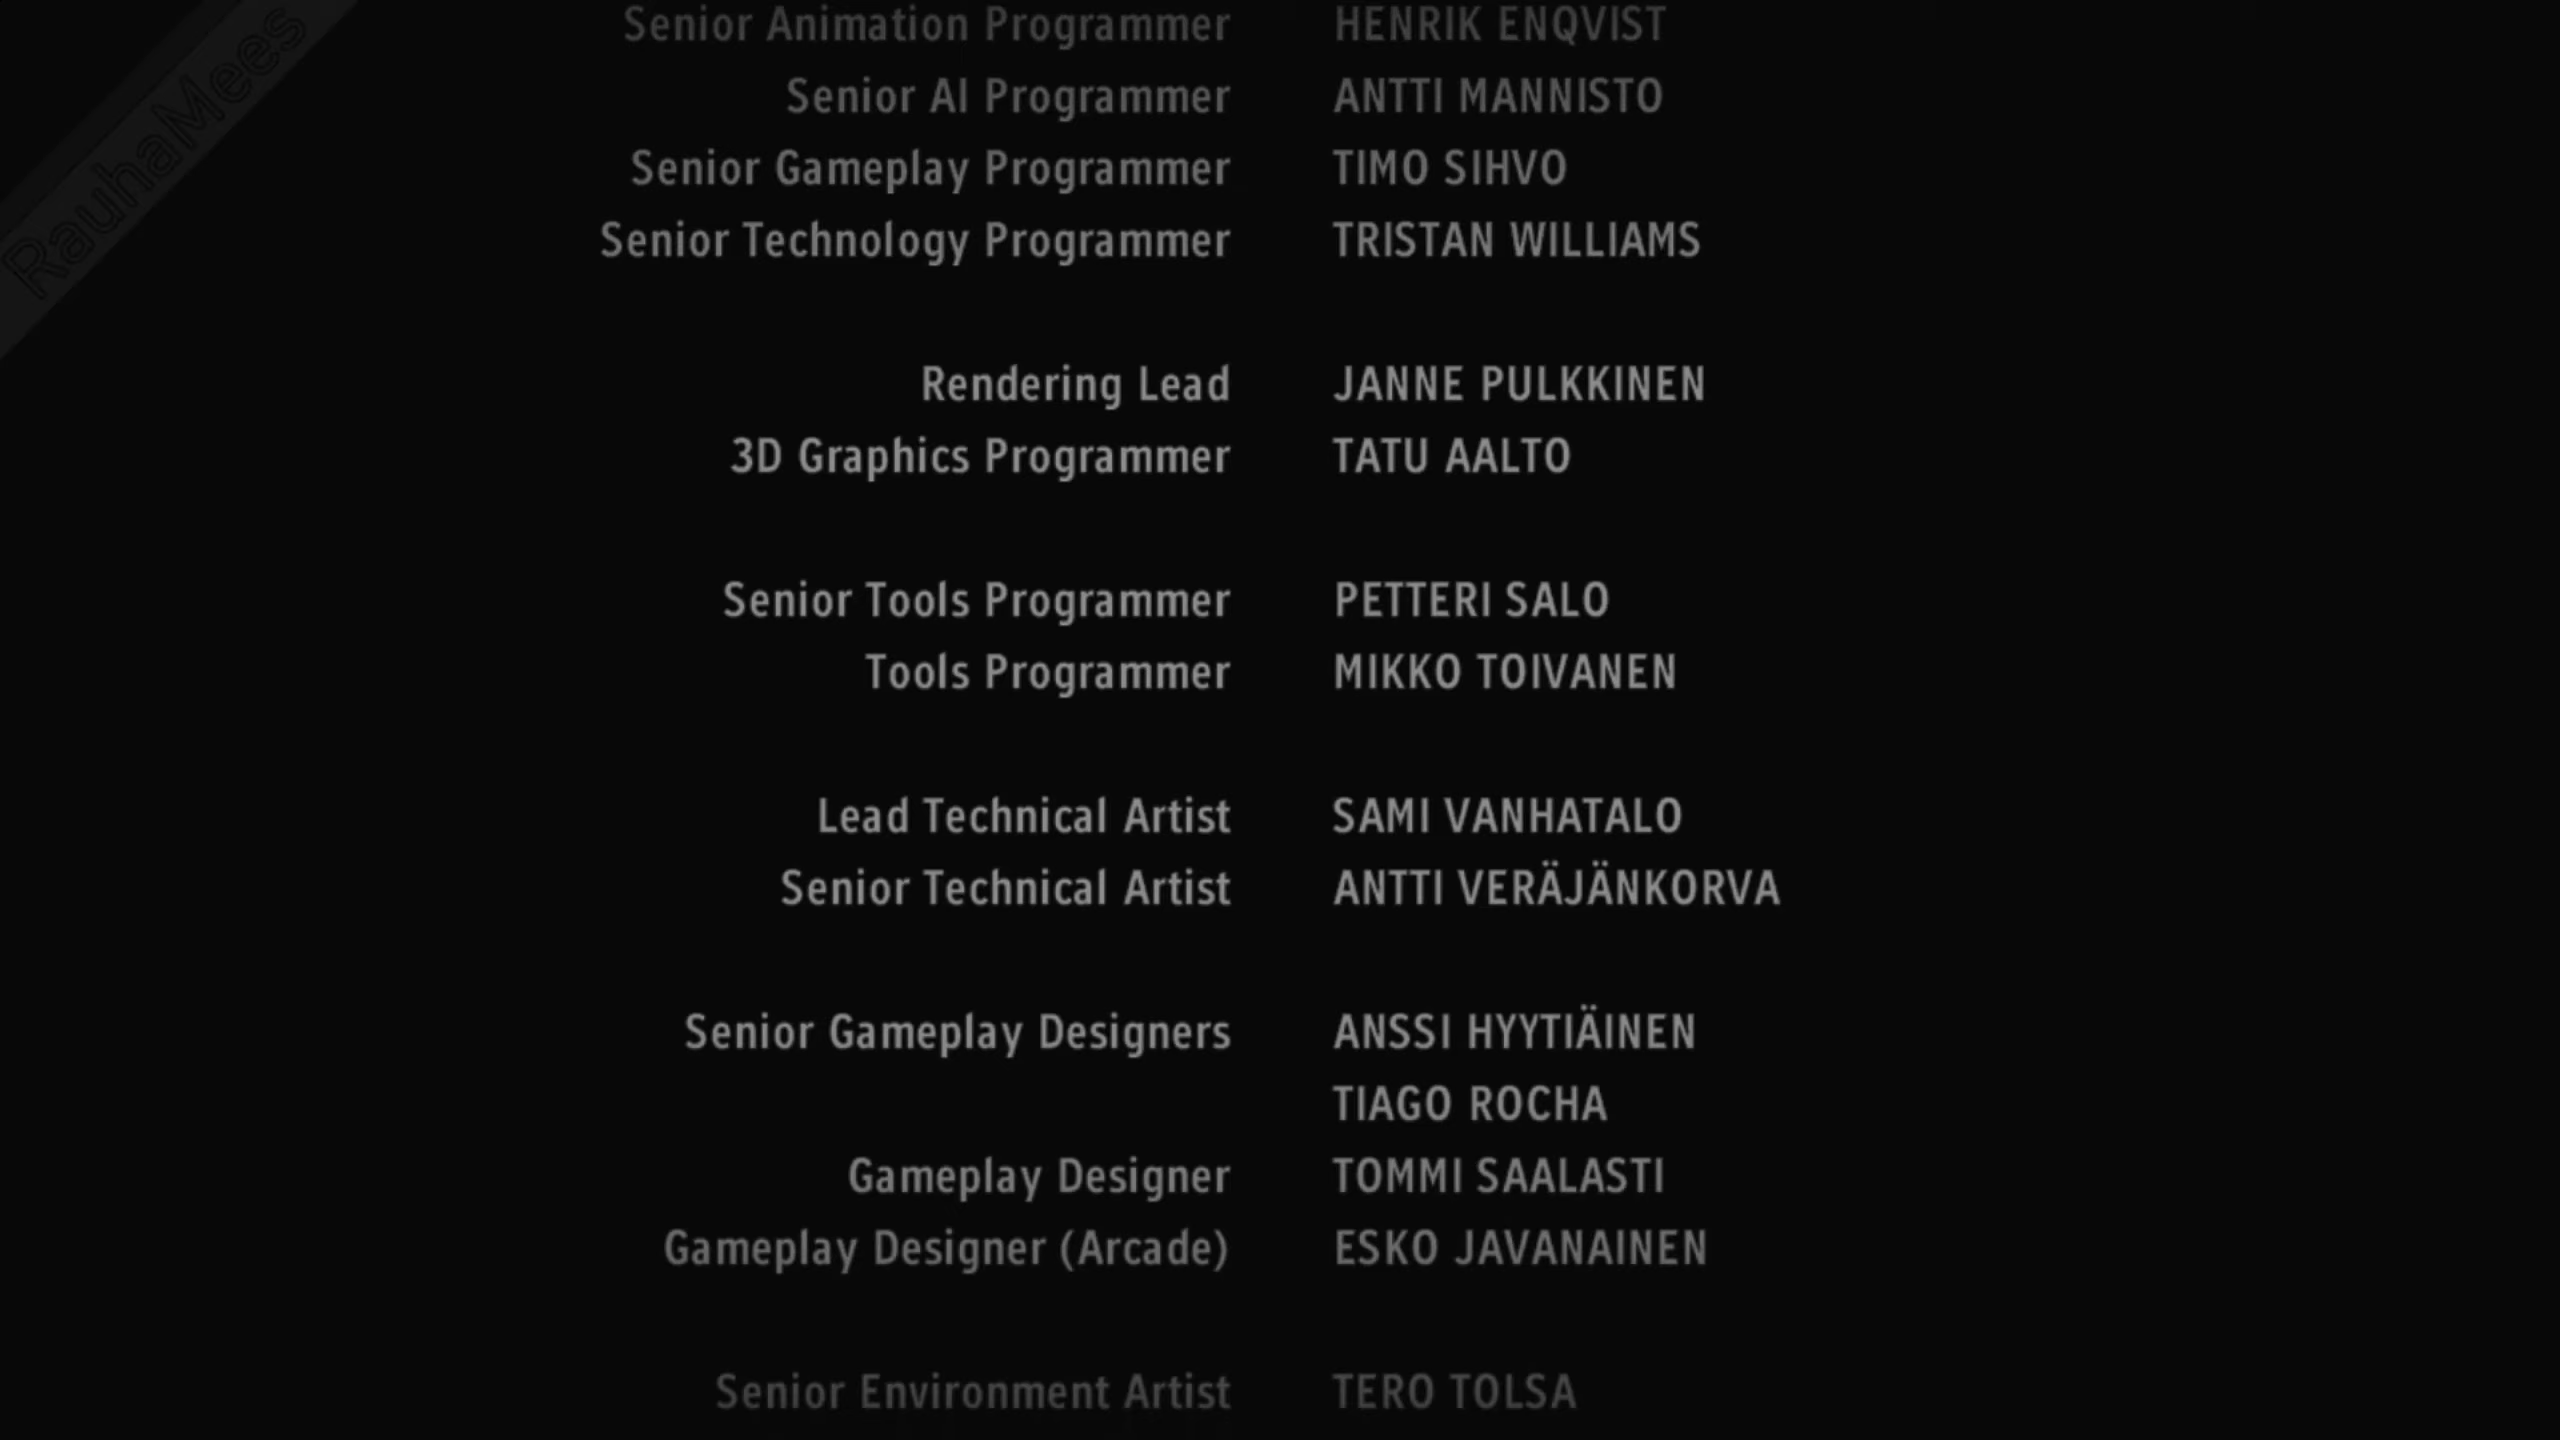 RauhaMees
Senior Animation Programmer HENRIK ENQVIST
Senior AI Programmer ANTTI MANNISTO
Senior Gameplay Programmer TIMO SIHVO
Senior Technology Programmer TRISTAN WILLIAMS
Rendering Lead JANNE PULKKINEN
3D Graphics Programmer TATU AALTO
Senior Tools Programmer PETTERI SALO
Tools Programmer MIKKO TOIVANEN
Lead Technical Artist SAMI VANHATALO
Senior Technical Artist ANTTI VERÄJÄNKORVA
Senior Gameplay Designers ANSSI HYYTIÄINEN
TIAGO ROCHA
Gameplay Designer TOMMI SAALASTI
Gameplay Designer (Arcade) ESKO JAVANAINEN
Senior Environment Artist TERO TOLSA